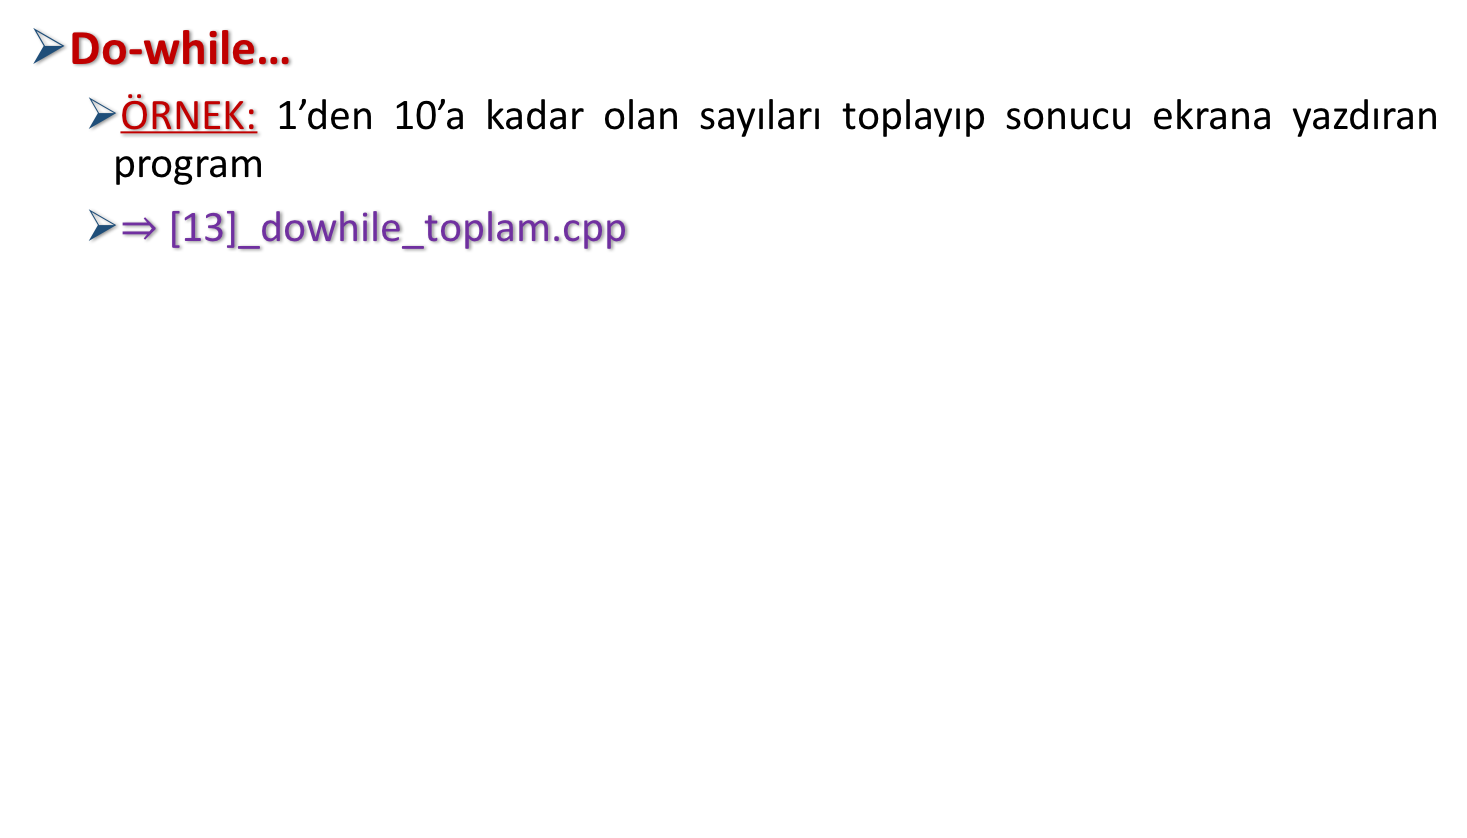 ➢Do-while…
➢ÖRNEK: 1’den 10’a kadar olan sayıları toplayıp sonucu ekrana yazdıran
program
➢⇒ [13]_dowhile_toplam.cpp